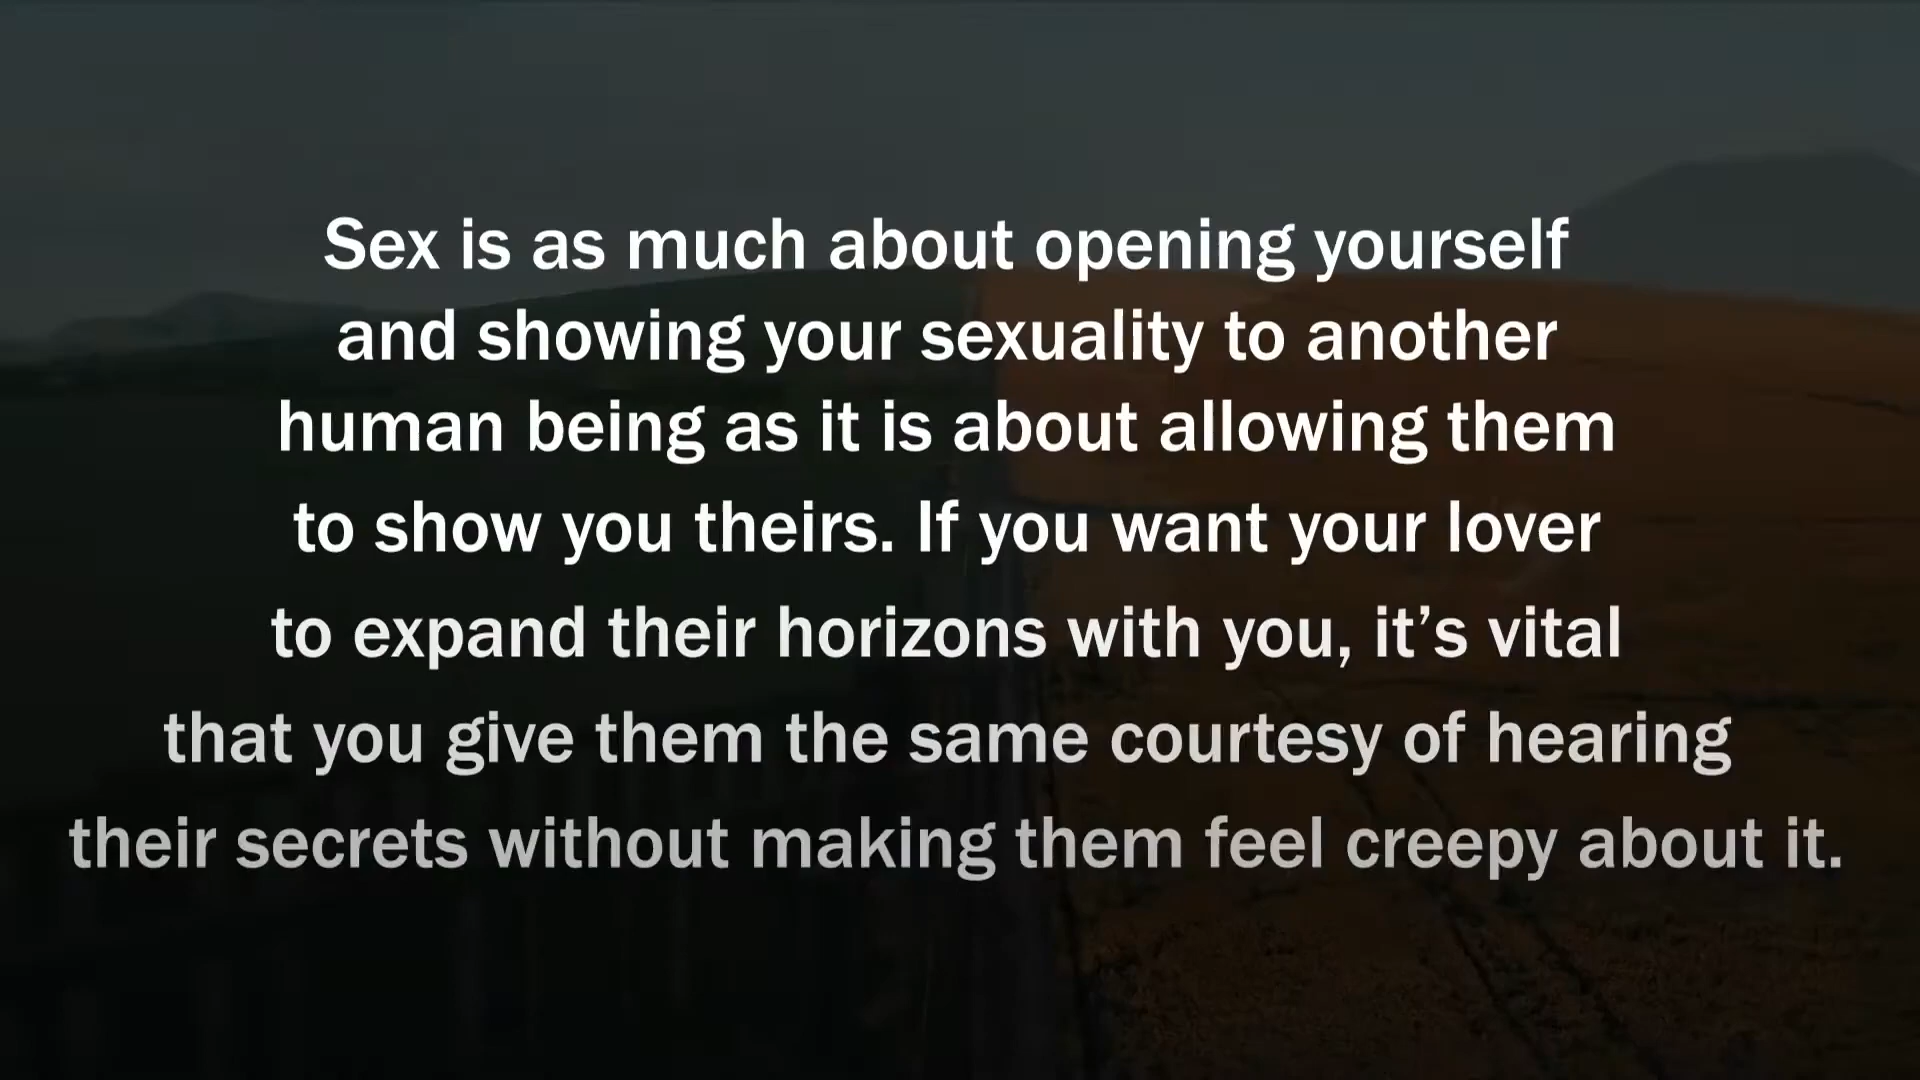 Sex is as much about opening yourself
and showing your sexuality to another
human being as it is about allowing them
to show you theirs. If you want your lover
to expand their horizons with you, it’s vital
that you give them the same courtesy of hearing
their secrets without making them feel creepy about it.